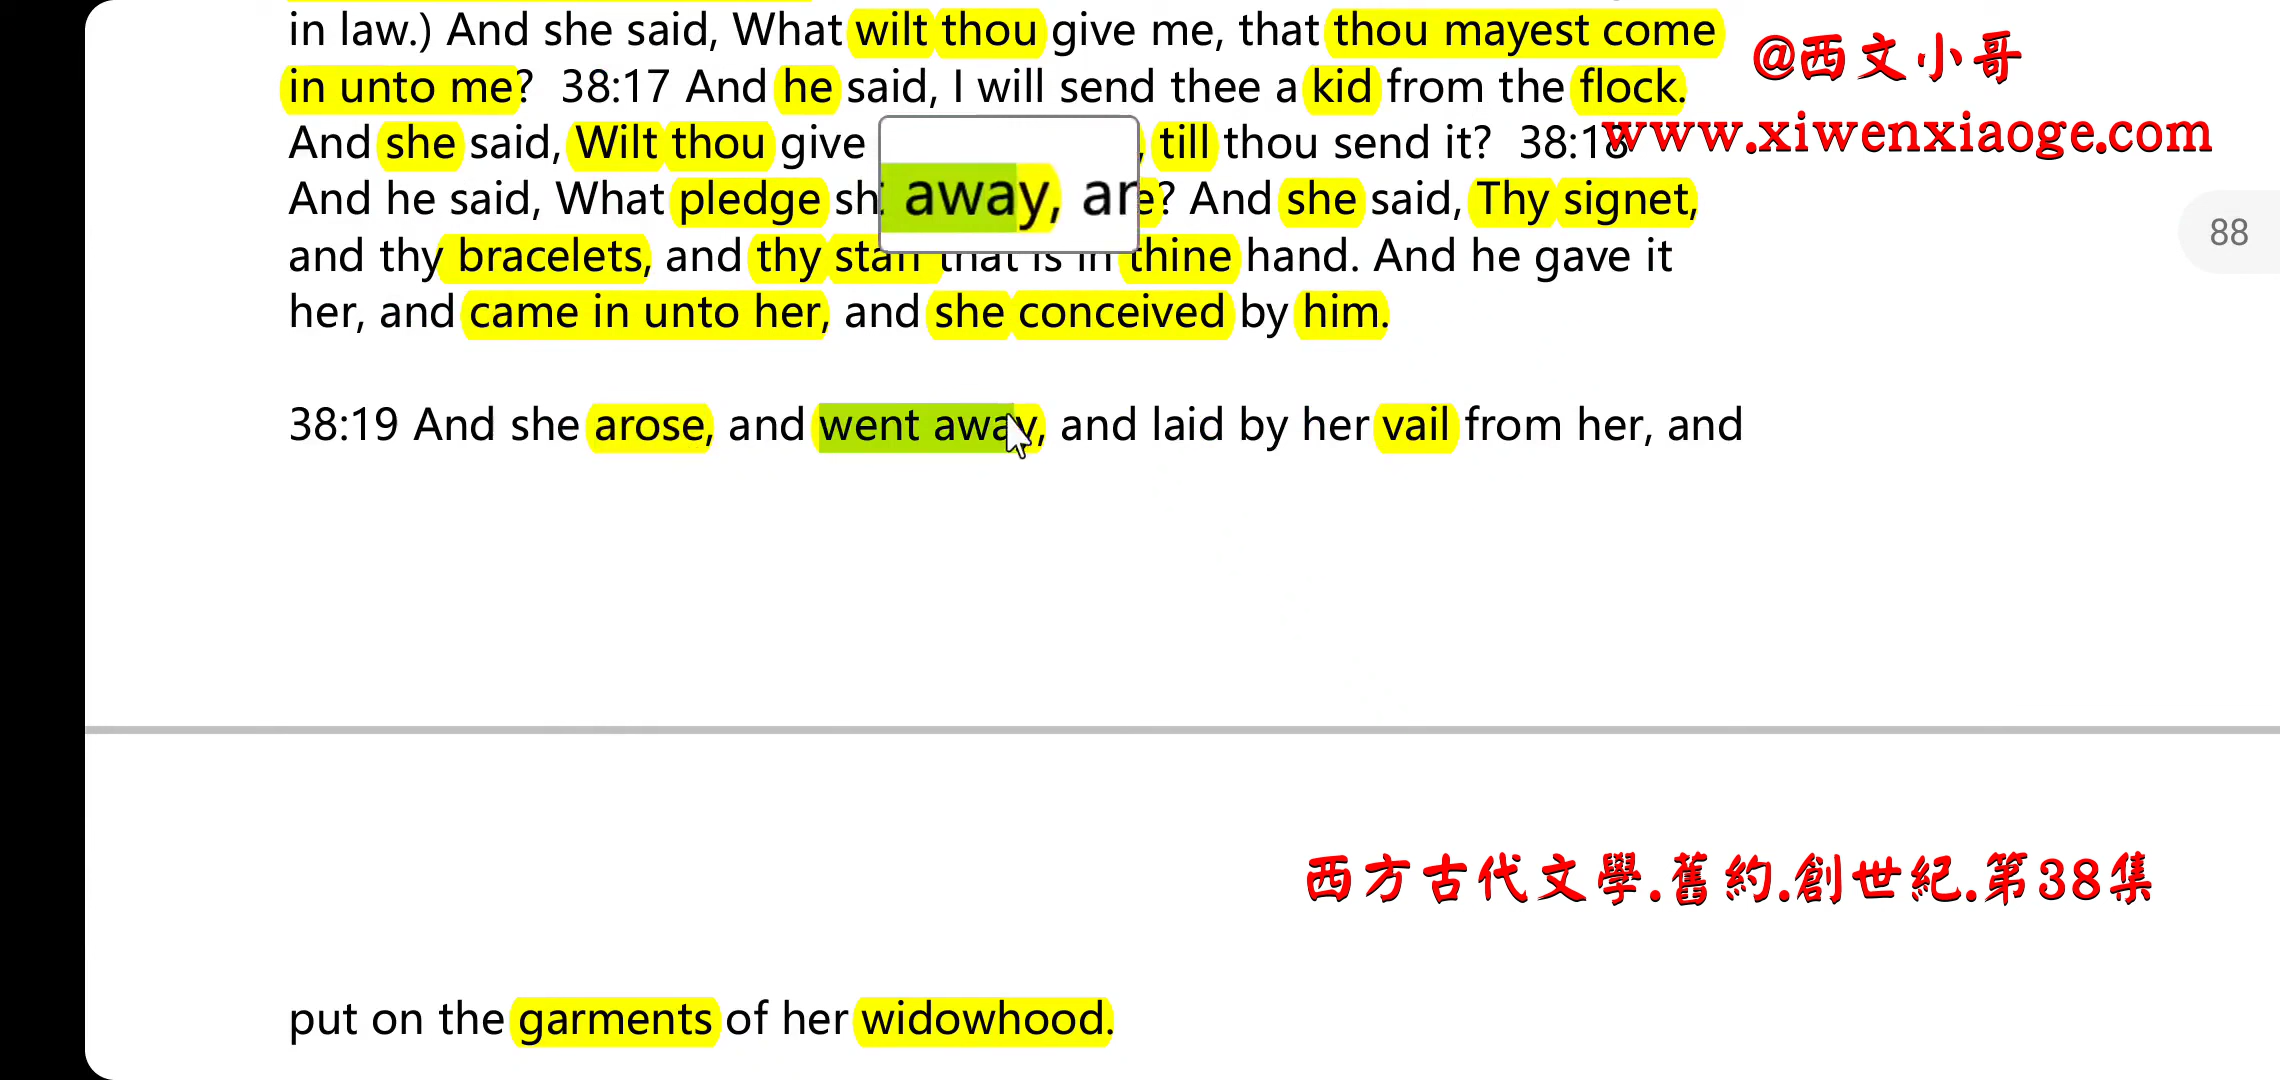 in law.) And she said, What wilt thou give me, that thou mayest come
in unto me? 38:17 And he said, I will send thee a kid from the flock.
And she said, Wilt thou give , till thou send it? 38:18
And he said, What pledge ? And she said, Thy signet,
and thy bracelets, and thy staff that is in thine hand. And he gave it
her, and came in unto her, and she conceived by him.
away,
38:19 And she arose, and went away, and laid by her vail from her, and
put on the garments of her widowhood.
@西文小哥
www.xiwenxiaoge.com
88
西方古代文學.舊約.創世紀.第38集